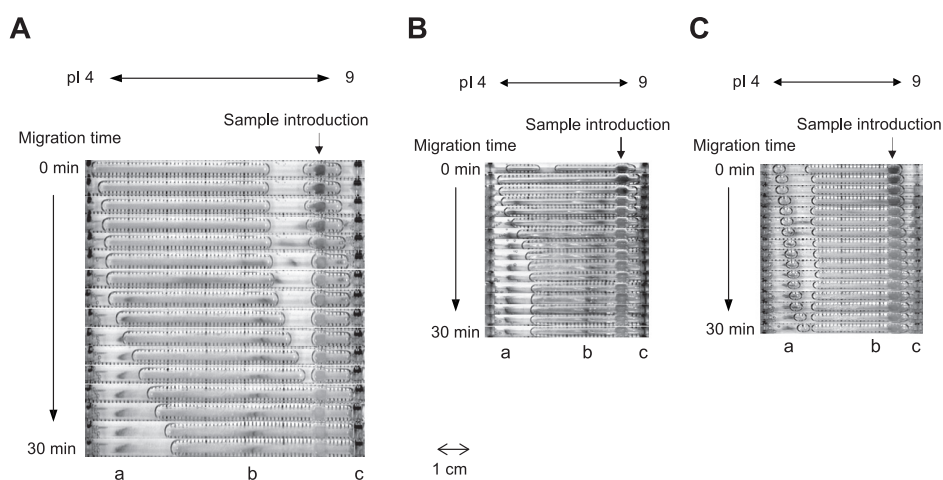 A
pI 4
9
Sample introduction
Migration time
0 min
30 min
a
b
c
B
pI 4
9
Sample introduction
Migration time
0 min
30 min
a
b
c
1 cm
C
pI 4
9
Sample introduction
Migration time
0 min
30 min
a
b
c